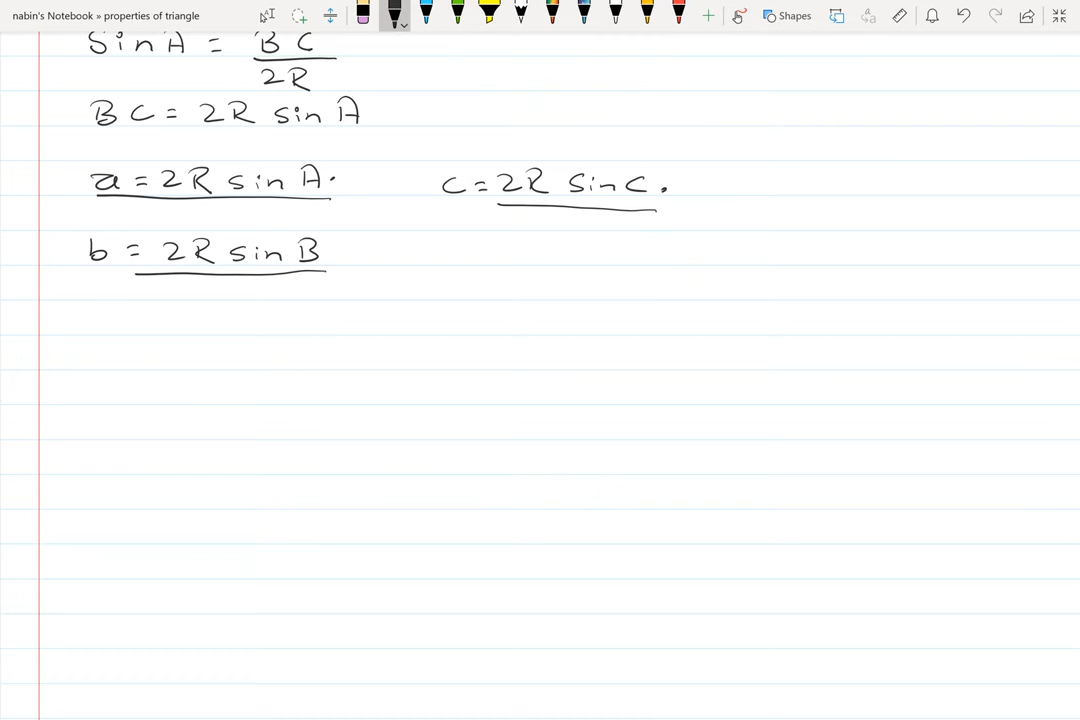 nabin's Notebook » properties of triangle
Shapes
Sin A = BC
2R
BC = 2R sin A
a = 2R sin A. c = 2R sin C.
b = 2R sin B